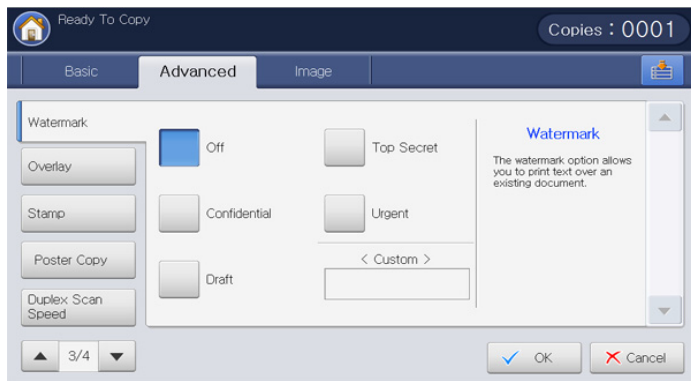 Ready To Copy
Copies : 0001
Basic
Advanced
Image
Watermark
Overlay
Stamp
Poster Copy
Duplex Scan
Speed
3/4
Off
Top Secret
Confidential
Urgent
Draft
< Custom >
Watermark
The watermark option allows
you to print text over an
existing document.
OK
Cancel